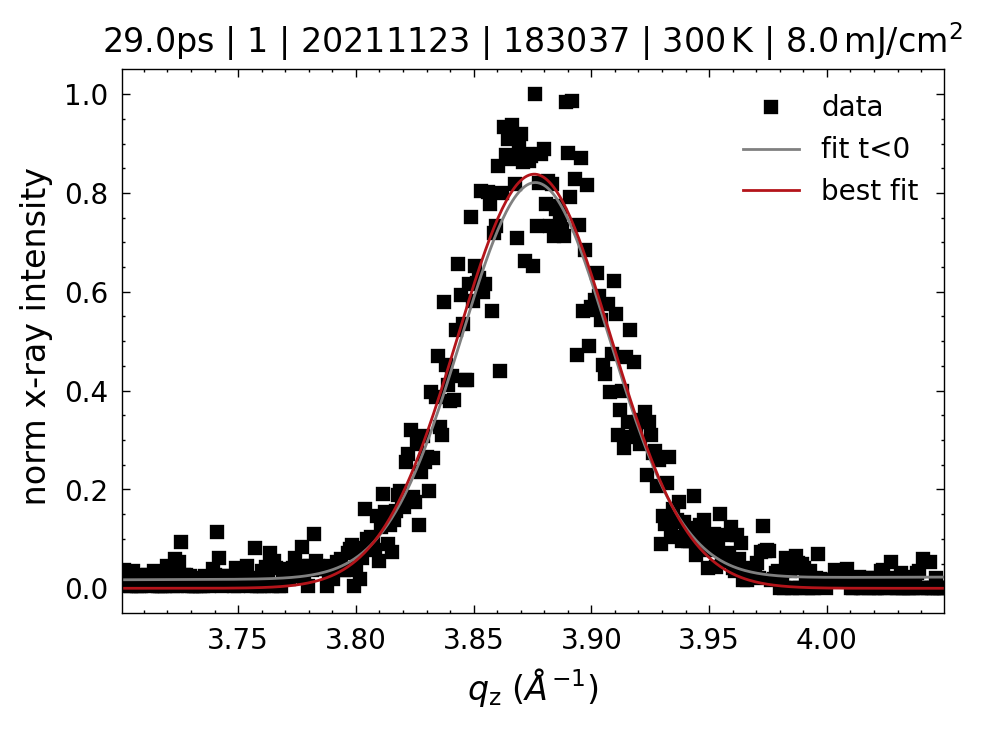 29.0ps | 1 | 20211123 | 183037 | 300 K | 8.0 mJ/cm²
1.0
0.8
0.6
0.4
0.2
0.0
norm x-ray intensity
data
fit t<0
best fit
3.75
3.80
3.85
3.90
3.95
4.00
q_z (Å⁻¹)